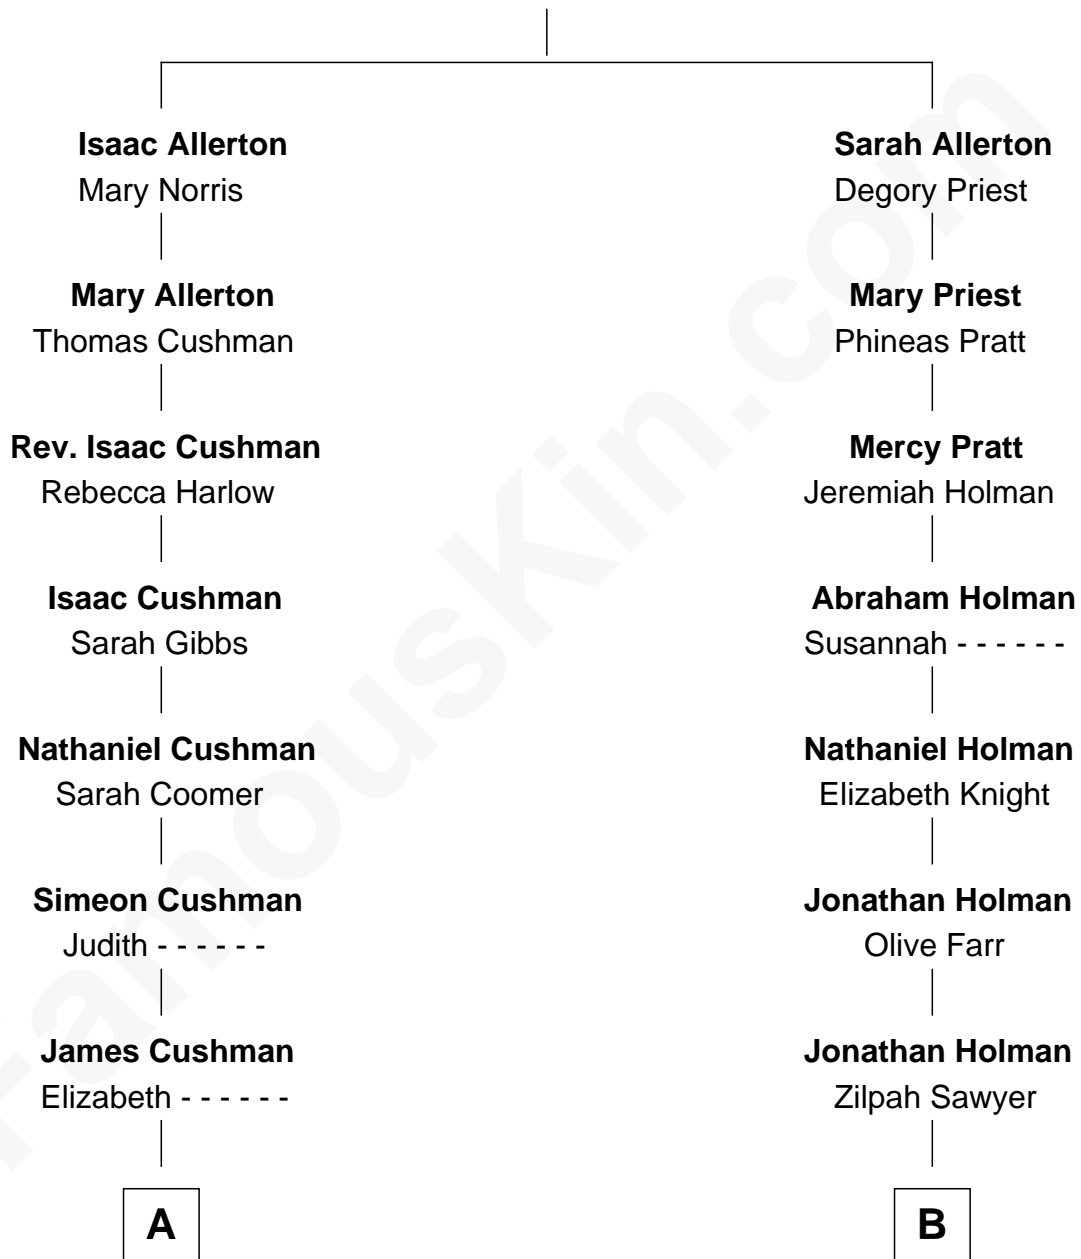 Isaac Allerton
Mary Norris
Sarah Allerton
Degory Priest
Mary Allerton
Thomas Cushman
Mary Priest
Phineas Pratt
Rev. Isaac Cushman
Rebecca Harlow
Mercy Pratt
Jeremiah Holman
Isaac Cushman
Sarah Gibbs
Abraham Holman
Susannah - - - - - -
Nathaniel Cushman
Sarah Coomer
Nathaniel Holman
Elizabeth Knight
Simeon Cushman
Judith - - - - - -
Jonathan Holman
Olive Farr
James Cushman
Elizabeth - - - - - -
Jonathan Holman
Zilpah Sawyer
A
B
FamousKin.com